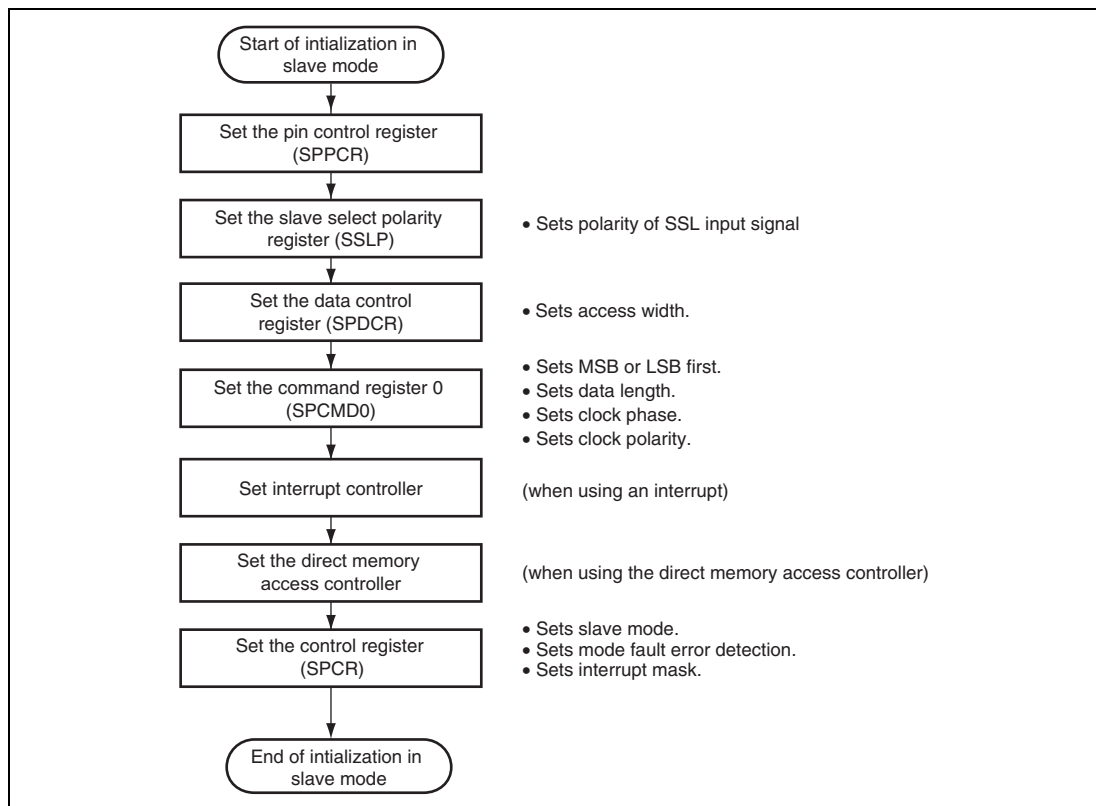 Start of intialization in
slave mode
Set the pin control register
(SPPCR)
Set the slave select polarity
register (SSLP)
• Sets polarity of SSL input signal
Set the data control
register (SPDCR)
• Sets access width.
Set the command register 0
(SPCMD0)
• Sets MSB or LSB first.
• Sets data length.
• Sets clock phase.
• Sets clock polarity.
Set interrupt controller
(when using an interrupt)
Set the direct memory
access controller
(when using the direct memory access controller)
Set the control register
(SPCR)
• Sets slave mode.
• Sets mode fault error detection.
• Sets interrupt mask.
End of intialization in
slave mode